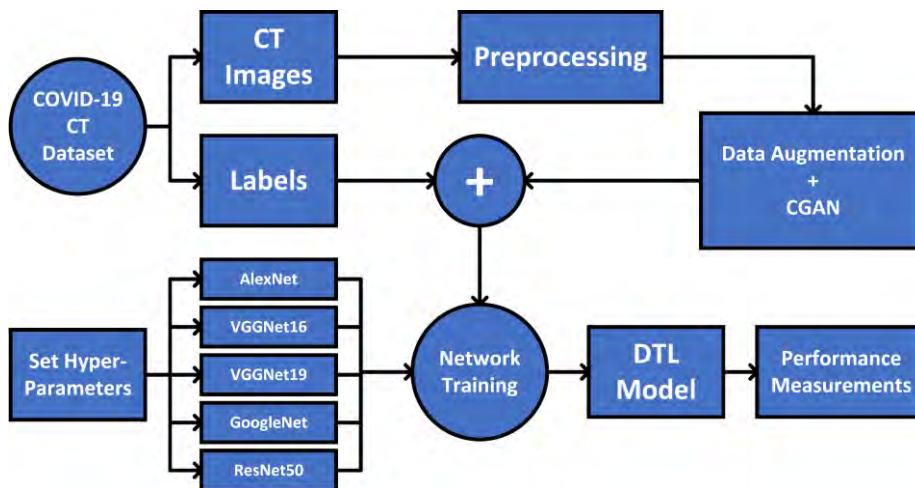 CT
Images
Preprocessing
COVID-19
CT
Dataset
Labels
+
Data Augmentation
+
CGAN
AlexNet
VGGNet16
VGGNet19
GoogleNet
ResNet50
Set Hyper-
Parameters
Network
Training
DTL
Model
Performance
Measurements